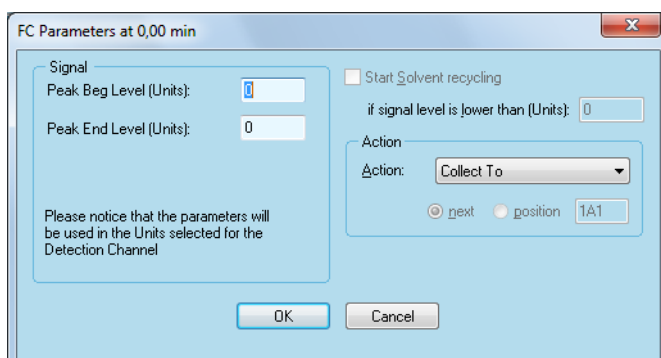 FC Parameters at 0,00 min
Signal
Peak Beg Level (Units): 0
Peak End Level (Units): 0
Please notice that the parameters will
be used in the Units selected for the
Detection Channel
Start Solvent recycling
if signal level is lower than (Units): 0
Action
Action: Collect To
next position 1A1
OK Cancel